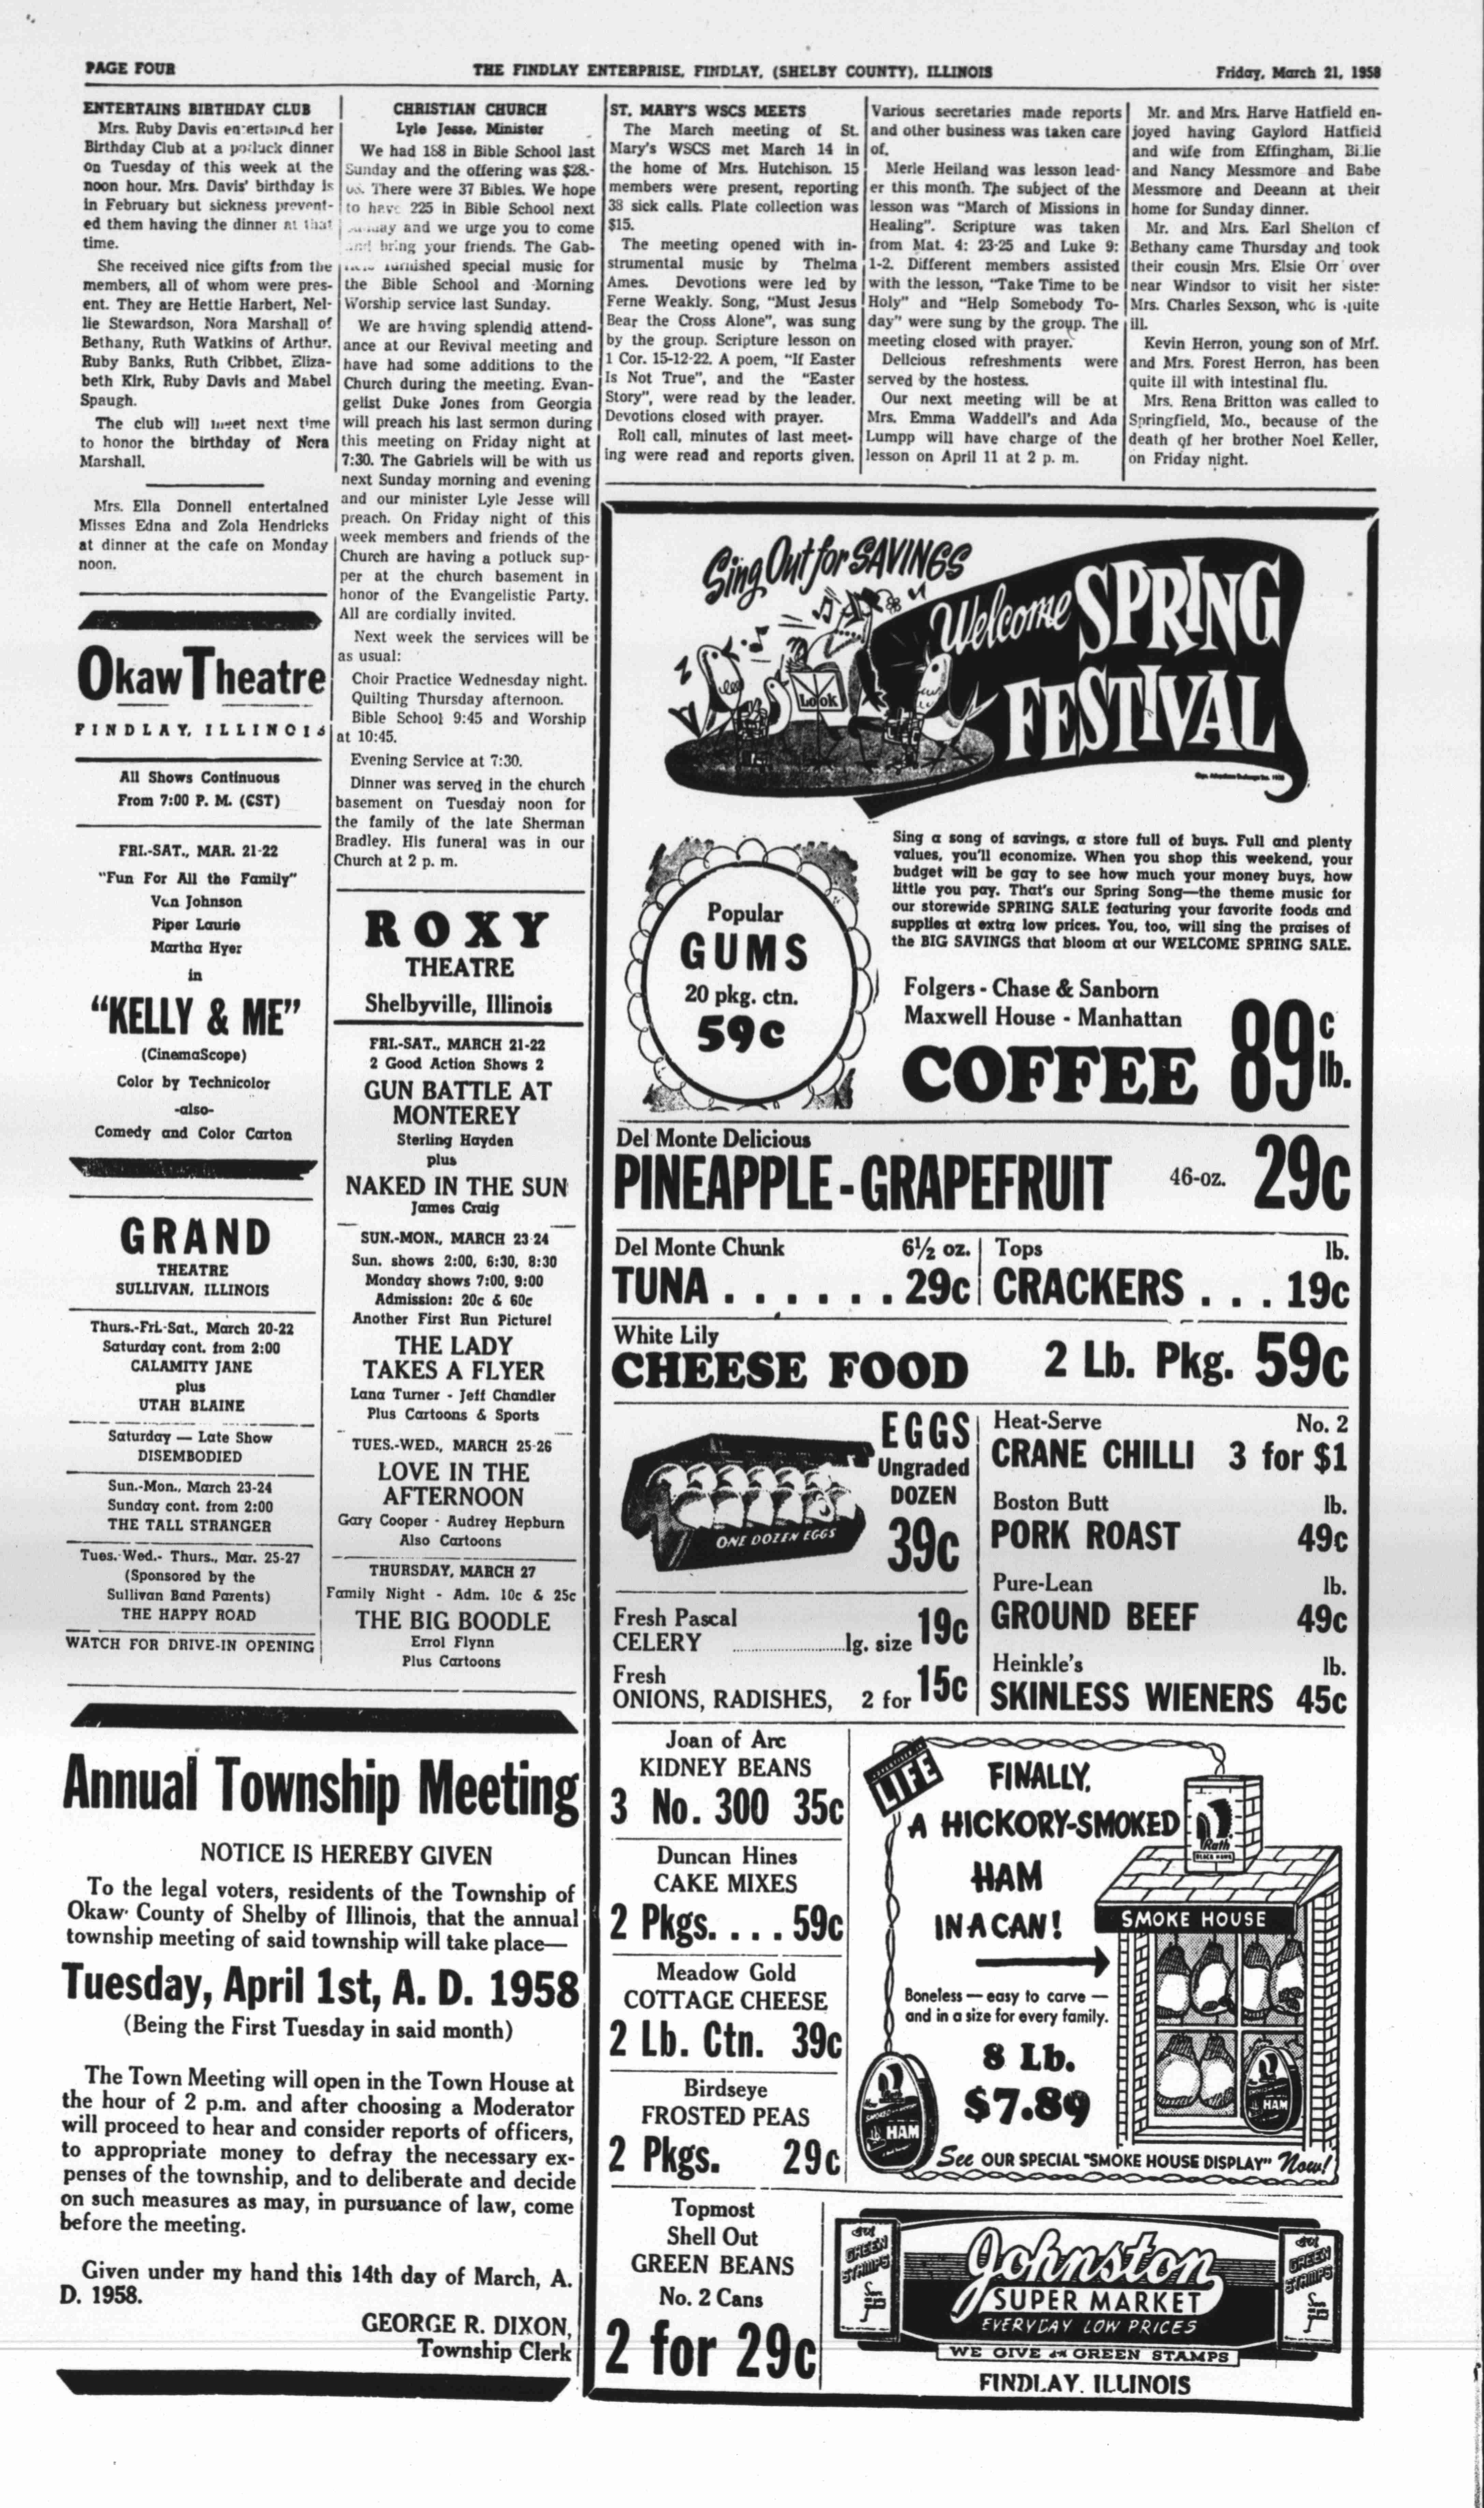 PAGE FOUR
THE FINDLAY ENTERPRISE, FINDLAY, (SHELBY COUNTY), ILLINOIS
Friday, March 21, 1958
ENTERTAINS BIRTHDAY CLUB
Mrs. Ruby Davis entertained her
Birthday Club at a potluck dinner
on Tuesday of this week at the
noon hour. Mrs. Davis' birthday is
in February but sickness prevent-
ed them having the dinner at that
time.
She received nice gifts from the
members, all of whom were pres-
ent. They are Hettie Harbert, Nel-
lie Stewardson, Nora Marshall of
Bethany, Ruth Watkins of Arthur,
Ruby Banks, Ruth Cribbet, Eliza-
beth Kirk, Ruby Davis and Mabel
Spaugh.
The club will meet next time
to honor the birthday of Nora
Marshall.
Mrs. Ella Donnell entertained
Misses Edna and Zola Hendricks
at dinner at the cafe on Monday
noon.
Okaw Theatre
FINDLAY, ILLINOIS
All Shows Continuous
From 7:00 P. M. (CST)
FRI.-SAT., MAR. 21-22
"Fun For All the Family"
Van Johnson
Piper Laurie
Martha Hyer
in
"KELLY & ME"
(CinemaScope)
Color by Technicolor
-also-
Comedy and Color Carton
GRAND
THEATRE
SULLIVAN, ILLINOIS
Thurs.-Fri.-Sat., March 20-22
Saturday cont. from 2:00
CALAMITY JANE
plus
UTAH BLAINE
Saturday — Late Show
DISEMBODIED
Sun.-Mon., March 23-24
Sunday cont. from 2:00
THE TALL STRANGER
Tues.-Wed.- Thurs., Mar. 25-27
(Sponsored by the
Sullivan Band Parents)
THE HAPPY ROAD
WATCH FOR DRIVE-IN OPENING
CHRISTIAN CHURCH
Lyle Jesse, Minister
We had 158 in Bible School last
Sunday and the offering was $28.-
There were 37 Bibles. We hope
to have 225 in Bible School next
and we urge you to come
and bring your friends. The Gab-
furnished special music for
the Bible School and Morning
Worship service last Sunday.
We are having splendid attend-
ance at our Revival meeting and
have had some additions to the
Church during the meeting. Evan-
gelist Duke Jones from Georgia
will preach his last sermon during
this meeting on Friday night at
7:30. The Gabriels will be with us
next Sunday morning and evening
and our minister Lyle Jesse will
preach. On Friday night of this
week members and friends of the
Church are having a potluck sup-
per at the church basement in
honor of the Evangelistic Party.
All are cordially invited.
Next week the services will be
as usual:
Choir Practice Wednesday night.
Quilting Thursday afternoon.
Bible School 9:45 and Worship
at 10:45.
Evening Service at 7:30.
Dinner was served in the church
basement on Tuesday noon for
the family of the late Sherman
Bradley. His funeral was in our
Church at 2 p. m.
ROXY
THEATRE
Shelbyville, Illinois
FRI.-SAT., MARCH 21-22
2 Good Action Shows 2
GUN BATTLE AT
MONTEREY
Sterling Hayden
plus
NAKED IN THE SUN
James Craig
SUN.-MON., MARCH 23-24
Sun. shows 2:00, 6:30, 8:30
Monday shows 7:00, 9:00
Admission: 20c & 60c
Another First Run Picture!
THE LADY
TAKES A FLYER
Lana Turner - Jeff Chandler
Plus Cartoons & Sports
TUES.-WED., MARCH 25-26
LOVE IN THE
AFTERNOON
Gary Cooper - Audrey Hepburn
Also Cartoons
THURSDAY, MARCH 27
Family Night - Adm. 10c & 25c
THE BIG BOODLE
Errol Flynn
Plus Cartoons
Annual Township Meeting
NOTICE IS HEREBY GIVEN
To the legal voters, residents of the Township of
Okaw County of Shelby of Illinois, that the annual
township meeting of said township will take place—
Tuesday, April 1st, A. D. 1958
(Being the First Tuesday in said month)
The Town Meeting will open in the Town House at
the hour of 2 p.m. and after choosing a Moderator
will proceed to hear and consider reports of officers,
to appropriate money to defray the necessary ex-
penses of the township, and to deliberate and decide
on such measures as may, in pursuance of law, come
before the meeting.
Given under my hand this 14th day of March, A.
D. 1958.
GEORGE R. DIXON,
Township Clerk
ST. MARY'S WSCS MEETS
The March meeting of St.
Mary's WSCS met March 14 in
the home of Mrs. Hutchison. 15
members were present, reporting
38 sick calls. Plate collection was
$15.
The meeting opened with in-
strumental music by Thelma
Ames. Devotions were led by
Ferne Weakly. Song, "Must Jesus
Bear the Cross Alone", was sung
by the group. Scripture lesson on
1 Cor. 15-12-22. A poem, "If Easter
Is Not True", and the "Easter
Story", were read by the leader.
Devotions closed with prayer.
Roll call, minutes of last meet-
ing were read and reports given.
Various secretaries made reports
and other business was taken care
of.
Merle Heiland was lesson lead-
er this month. The subject of the
lesson was "March of Missions in
Healing". Scripture was taken
from Mat. 4: 23-25 and Luke 9:
1-2. Different members assisted
with the lesson, "Take Time to be
Holy" and "Help Somebody To-
day" were sung by the group. The
meeting closed with prayer.
Delicious refreshments were
served by the hostess.
Our next meeting will be at
Mrs. Emma Waddell's and Ada
Lumpp will have charge of the
lesson on April 11 at 2 p. m.
Mr. and Mrs. Harve Hatfield en-
joyed having Gaylord Hatfield
and wife from Effingham, Billie
and Nancy Messmore and Babe
Messmore and Deeann at their
home for Sunday dinner.
Mr. and Mrs. Earl Shelton of
Bethany came Thursday and took
their cousin Mrs. Elsie Orr over
near Windsor to visit her sister
Mrs. Charles Sexson, who is quite
ill.
Kevin Herron, young son of Mrf.
and Mrs. Forest Herron, has been
quite ill with intestinal flu.
Mrs. Rena Britton was called to
Springfield, Mo., because of the
death of her brother Noel Keller,
on Friday night.
Sing Out for SAVINGS
Look
Welcome SPRING
FESTIVAL
Sing a song of savings, a store full of buys. Full and plenty
values, you'll economize. When you shop this weekend, your
budget will be gay to see how much your money buys, how
little you pay. That's our Spring Song—the theme music for
our storewide SPRING SALE featuring your favorite foods and
supplies at extra low prices. You, too, will sing the praises of
the BIG SAVINGS that bloom at our WELCOME SPRING SALE.
Popular
GUMS
20 pkg. ctn.
59c
Folgers - Chase & Sanborn
Maxwell House - Manhattan
COFFEE 89c lb.
Del Monte Delicious
PINEAPPLE-GRAPEFRUIT 46-oz. 29c
Del Monte Chunk 6½ oz.
TUNA . . . . . . 29c
Tops lb.
CRACKERS . . . 19c
White Lily
CHEESE FOOD 2 Lb. Pkg. 59c
EGGS
Ungraded
DOZEN
39c
ONE DOZEN EGGS
Fresh Pascal
CELERY lg. size 19c
Fresh
ONIONS, RADISHES, 2 for 15c
Heat-Serve No. 2
CRANE CHILLI 3 for $1
Boston Butt lb.
PORK ROAST 49c
Pure-Lean lb.
GROUND BEEF 49c
Heinkle's lb.
SKINLESS WIENERS 45c
Joan of Arc
KIDNEY BEANS
3 No. 300 35c
Duncan Hines
CAKE MIXES
2 Pkgs. . . . 59c
Meadow Gold
COTTAGE CHEESE
2 Lb. Ctn. 39c
Birdseye
FROSTED PEAS
2 Pkgs. 29c
Topmost
Shell Out
GREEN BEANS
No. 2 Cans
2 for 29c
LIFE
FINALLY,
A HICKORY-SMOKED
HAM
IN A CAN!
Rath
BLACK HAWK
SMOKE HOUSE
Boneless — easy to carve —
and in a size for every family.
8 Lb.
$7.89
HAM
HAM
See OUR SPECIAL "SMOKE HOUSE DISPLAY" Now!
GREEN
STAMPS
Johnston
SUPER MARKET
EVERYDAY LOW PRICES
WE GIVE GREEN STAMPS
GREEN
STAMPS
FINDLAY, ILLINOIS